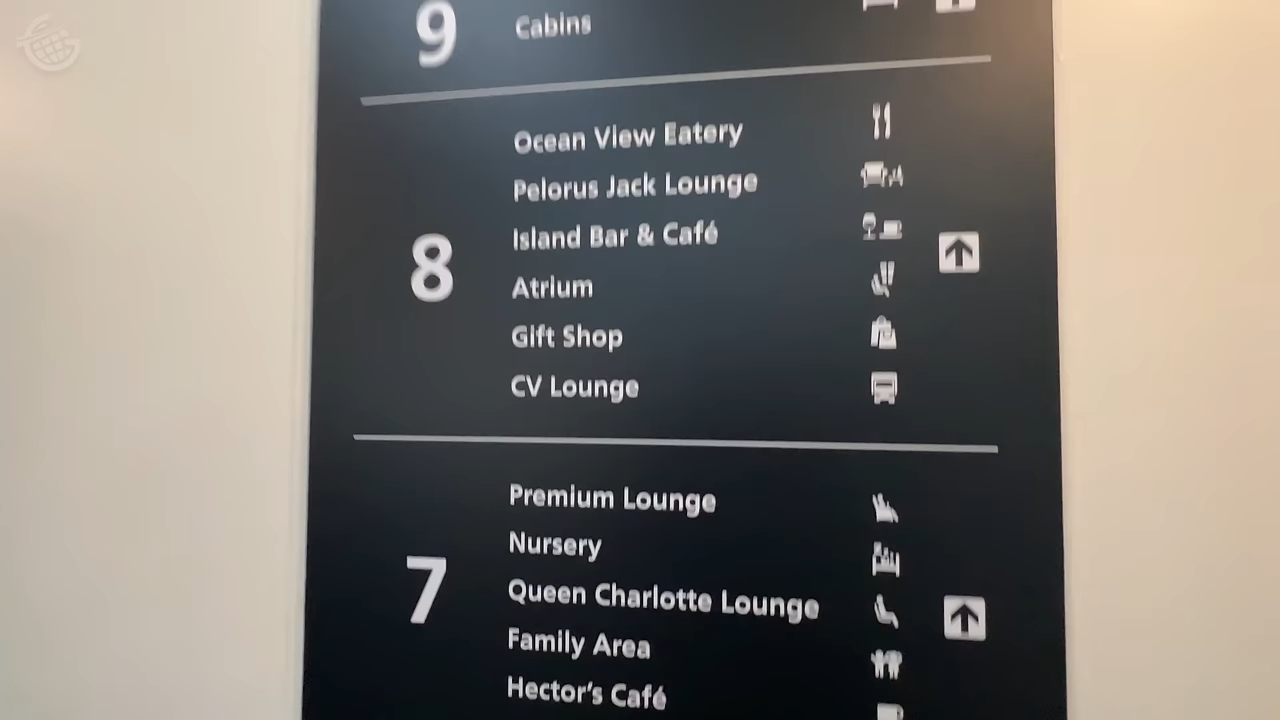 9
Cabins
8
Ocean View Eatery
Pelorus Jack Lounge
Island Bar & Café
Atrium
Gift Shop
CV Lounge
7
Premium Lounge
Nursery
Queen Charlotte Lounge
Family Area
Hector's Café